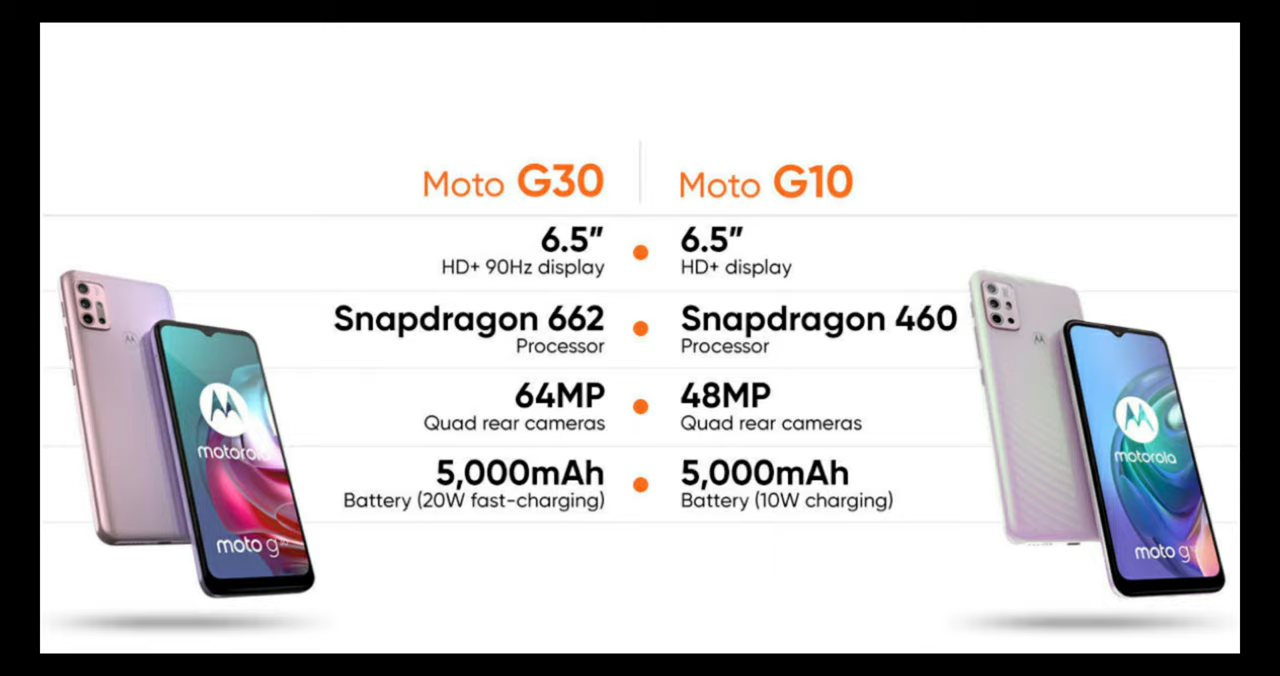 Moto G30
Moto G10
6.5”
HD+ 90Hz display
6.5”
HD+ display
Snapdragon 662
Processor
Snapdragon 460
Processor
64MP
Quad rear cameras
48MP
Quad rear cameras
5,000mAh
Battery (20W fast-charging)
5,000mAh
Battery (10W charging)
motorola
moto g
motorola
moto g